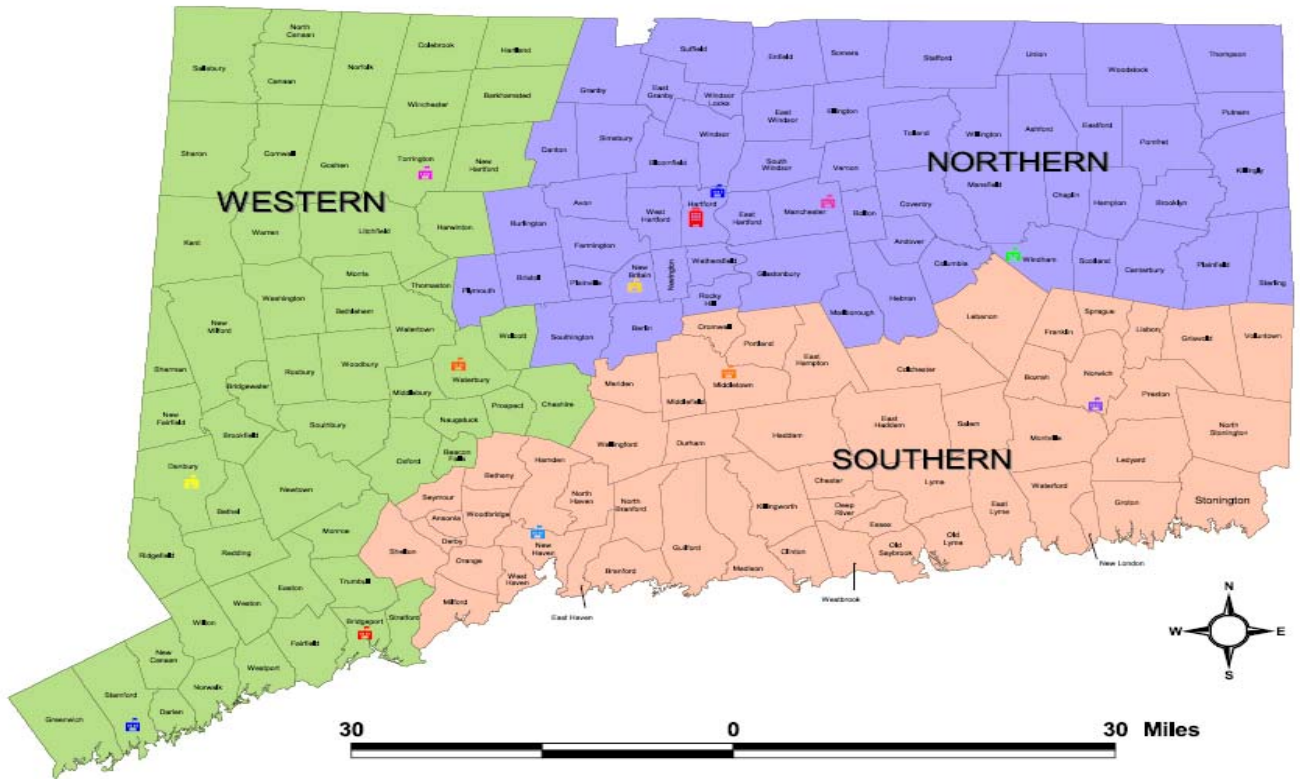 North
Canaan
Colebrook
Hartland
Salisbury
Canaan
Norfolk
Winchester
Barkhamsted
Sharon
Cornwall
Goshen
Torrington
New
Hartford
WESTERN
Kent
Warren
Litchfield
Harwinton
Morris
Thomaston
Washington
Bethlehem
Watertown
New
Milford
Wolcott
Sherman
Bridgewater
Roxbury
Woodbury
Waterbury
Middlebury
Prospect
Cheshire
New
Fairfield
Brookfield
Southbury
Naugatuck
Oxford
Beacon
Falls
Danbury
Newtown
Bethel
Monroe
Ridgefield
Redding
Easton
Trumbull
Weston
Wilton
Fairfield
Bridgeport
Stratford
New
Canaan
Westport
Norwalk
Stamford
Darien
Greenwich
Suffield
Enfield
Somers
Stafford
Union
Woodstock
Thompson
Granby
East
Granby
Windsor
Locks
East
Windsor
Ellington
Putnam
Simsbury
Windsor
Tolland
Willington
Ashford
Eastford
Pomfret
Canton
Bloomfield
South
Windsor
Vernon
NORTHERN
Killingly
Mansfield
Chaplin
Hampton
Brooklyn
Avon
West
Hartford
Hartford
East
Hartford
Manchester
Bolton
Coventry
Burlington
Farmington
Andover
Columbia
Windham
Scotland
Canterbury
Plainfield
Sterling
Plymouth
Bristol
Plainville
New
Britain
Newington
Wethersfield
Glastonbury
Rocky
Hill
Hebron
Marlborough
Southington
Berlin
Cromwell
Portland
East
Hampton
Lebanon
Colchester
Franklin
Sprague
Lisbon
Griswold
Voluntown
Bozrah
Norwich
Preston
Meriden
Middlefield
Middletown
North
Stonington
Wallingford
Durham
Haddam
East
Haddam
Salem
Montville
Ledyard
SOUTHERN
Hamden
Bethany
Seymour
Woodbridge
Ansonia
Derby
Shelton
Orange
North
Haven
New
Haven
West
Haven
Milford
North
Branford
Branford
Guilford
Madison
Killingworth
Clinton
Chester
Deep
River
Essex
Old
Saybrook
Lyme
Old
Lyme
East
Lyme
Waterford
Groton
Stonington
New London
Westbrook
East Haven
N
W
E
S
30
0
30 Miles